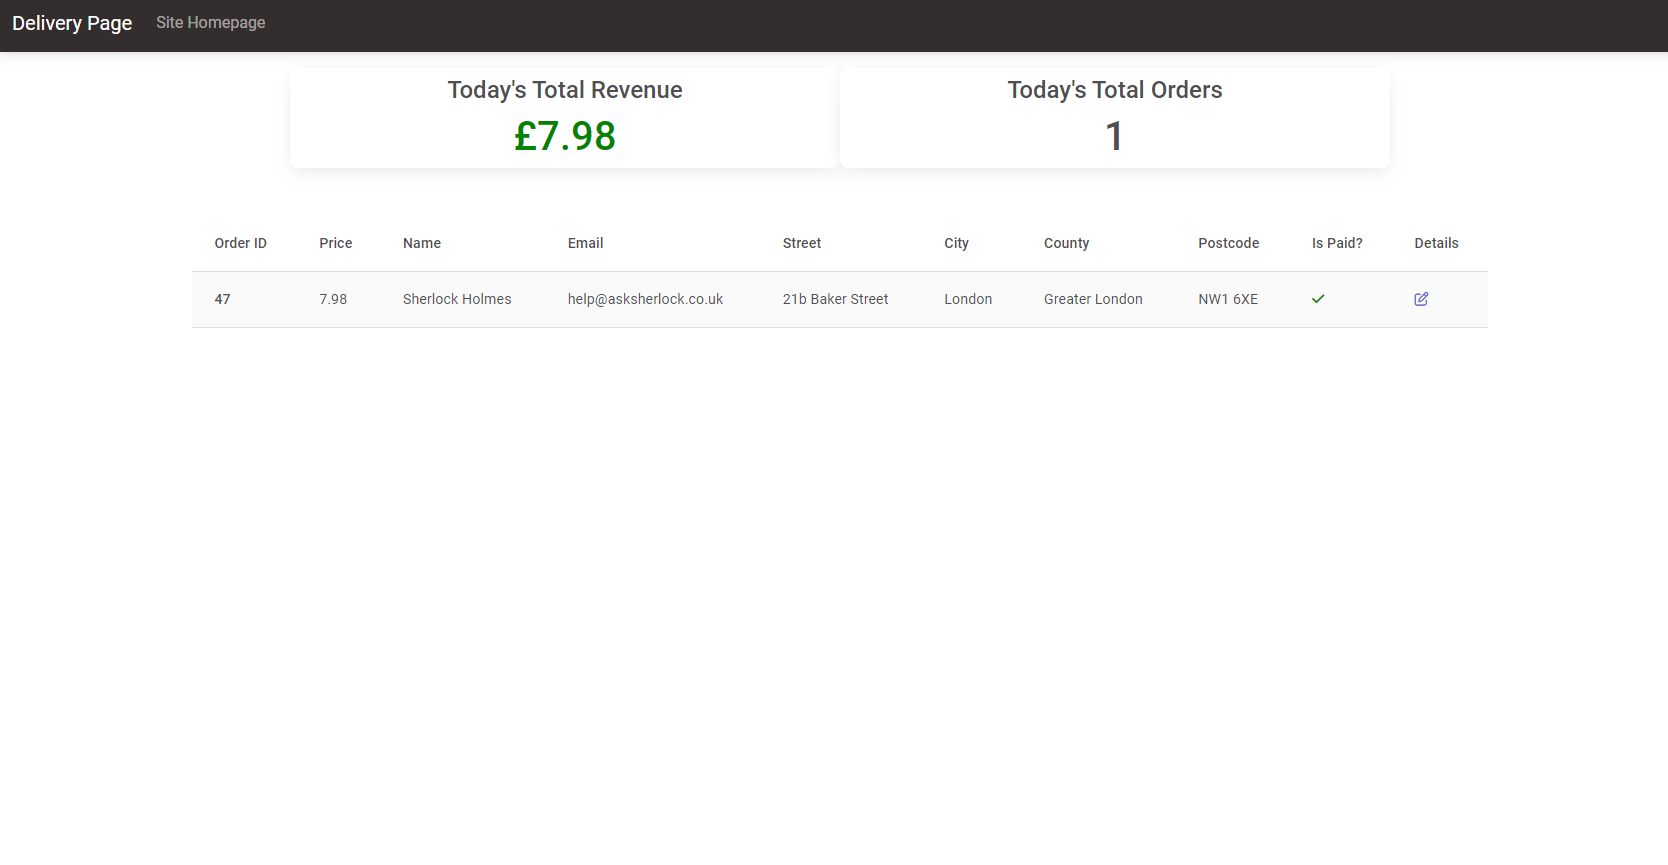 Delivery Page Site Homepage
Today's Total Revenue
£7.98
Today's Total Orders
1
Order ID Price Name Email Street City County Postcode Is Paid? Details
47 7.98 Sherlock Holmes help@asksherlock.co.uk 21b Baker Street London Greater London NW1 6XE